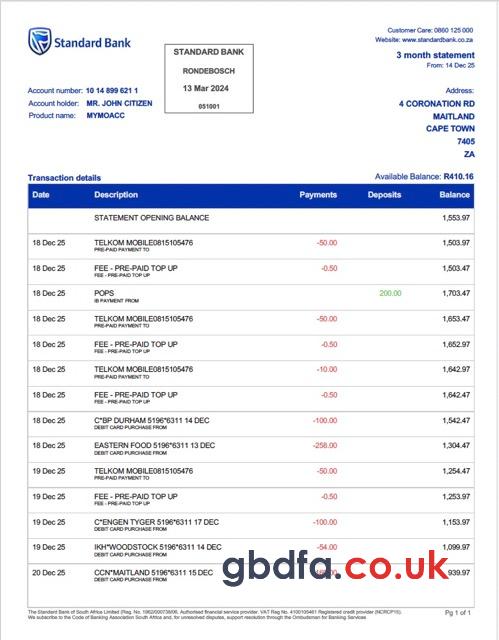 Standard Bank
STANDARD BANK
RONDEBOSCH
13 Mar 2024
051001
Customer Care: 0860 125 000
Website: www.standardbank.co.za
3 month statement
From: 14 Dec 25
Account number: 10 14 899 621 1
Account holder: MR. JOHN CITIZEN
Product name: MYMOACC
Address:
4 CORONATION RD
MAITLAND
CAPE TOWN
7405
ZA
Transaction details
Available Balance: R410.16
Date Description Payments Deposits Balance
STATEMENT OPENING BALANCE 1,553.97
18 Dec 25 TELKOM MOBILE0815105476 -50.00 1,503.97
PRE-PAID PAYMENT TO
18 Dec 25 FEE - PRE-PAID TOP UP -0.50 1,503.47
FEE - PRE-PAID TOP UP
18 Dec 25 POPS 200.00 1,703.47
IB PAYMENT FROM
18 Dec 25 TELKOM MOBILE0815105476 -50.00 1,653.47
PRE-PAID PAYMENT TO
18 Dec 25 FEE - PRE-PAID TOP UP -0.50 1,652.97
FEE - PRE-PAID TOP UP
18 Dec 25 TELKOM MOBILE0815105476 -10.00 1,642.97
PRE-PAID PAYMENT TO
18 Dec 25 FEE - PRE-PAID TOP UP -0.50 1,642.47
FEE - PRE-PAID TOP UP
18 Dec 25 C*BP DURHAM 5196*6311 14 DEC -100.00 1,542.47
DEBIT CARD PURCHASE FROM
18 Dec 25 EASTERN FOOD 5196*6311 13 DEC -258.00 1,304.47
DEBIT CARD PURCHASE FROM
19 Dec 25 TELKOM MOBILE0815105476 -50.00 1,254.47
PRE-PAID PAYMENT TO
19 Dec 25 FEE - PRE-PAID TOP UP -0.50 1,253.97
FEE - PRE-PAID TOP UP
19 Dec 25 C*ENGEN TYGER 5196*6311 17 DEC -100.00 1,153.97
DEBIT CARD PURCHASE FROM
19 Dec 25 IKH*WOODSTOCK 5196*6311 14 DEC -54.00 1,099.97
DEBIT CARD PURCHASE FROM
20 Dec 25 CCN*MAITLAND 5196*6311 15 DEC 939.97
DEBIT CARD PURCHASE FROM
gbdfa.co.uk
The Standard Bank of South Africa Limited (Reg. No. 1962/000738/06. Authorised financial service provider. VAT Reg No. 4100105461 Registered credit provider (NCRCP15).
We subscribe to the Code of Banking Association South Africa and, for unresolved disputes, support resolution through the Ombudsman for Banking Services
Pg 1 of 1